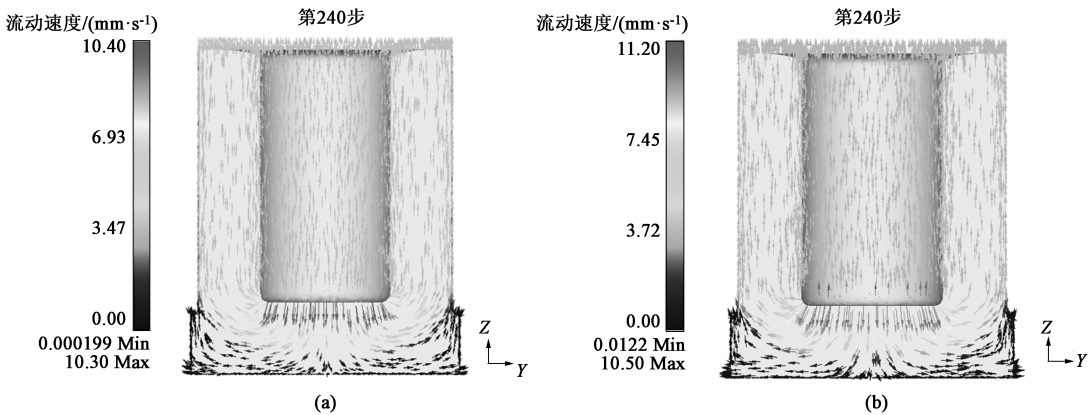 第240步
流动速度/(mm·s⁻¹)
10.40
6.93
3.47
0.00
0.000199 Min
10.30 Max
Z
Y
(a)
第240步
流动速度/(mm·s⁻¹)
11.20
7.45
3.72
0.00
0.0122 Min
10.50 Max
Z
Y
(b)